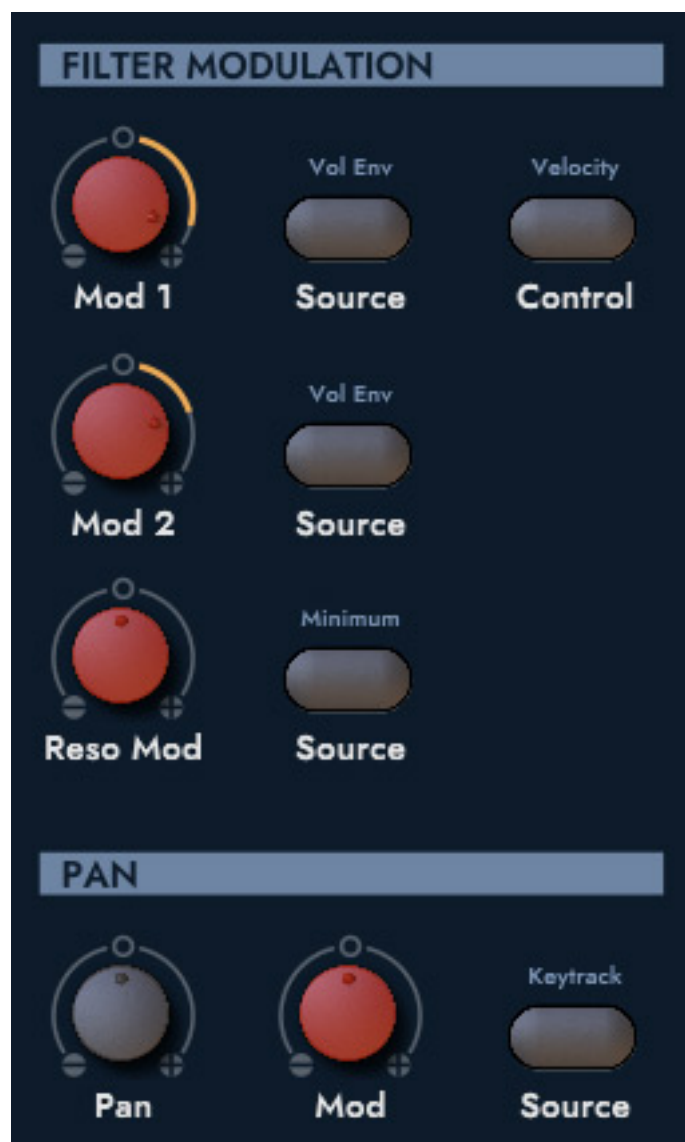 FILTER MODULATION
Vol Env
Velocity
Mod 1
Source
Control
Vol Env
Mod 2
Source
Minimum
Reso Mod
Source
PAN
Keytrack
Pan
Mod
Source